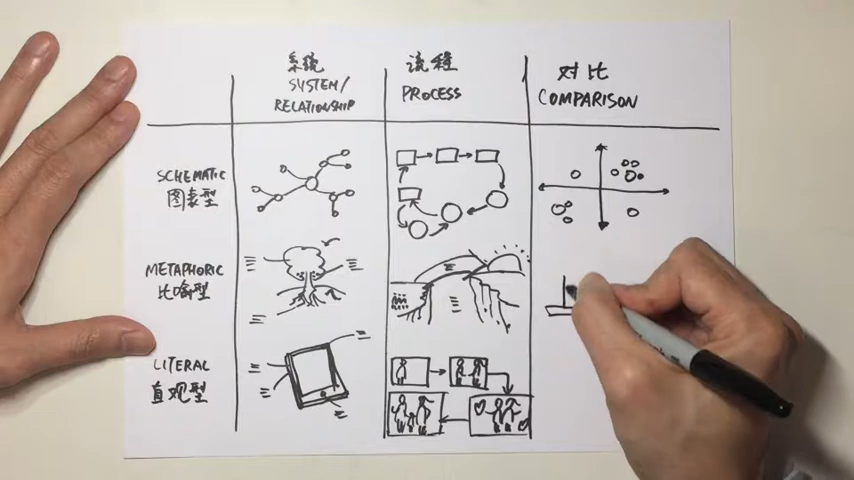 系统
SYSTEM/
RELATIONSHIP
流程
PROCESS
对比
COMPARISON
SCHEMATIC
图表型
METAPHORIC
比喻型
LITERAL
直观型